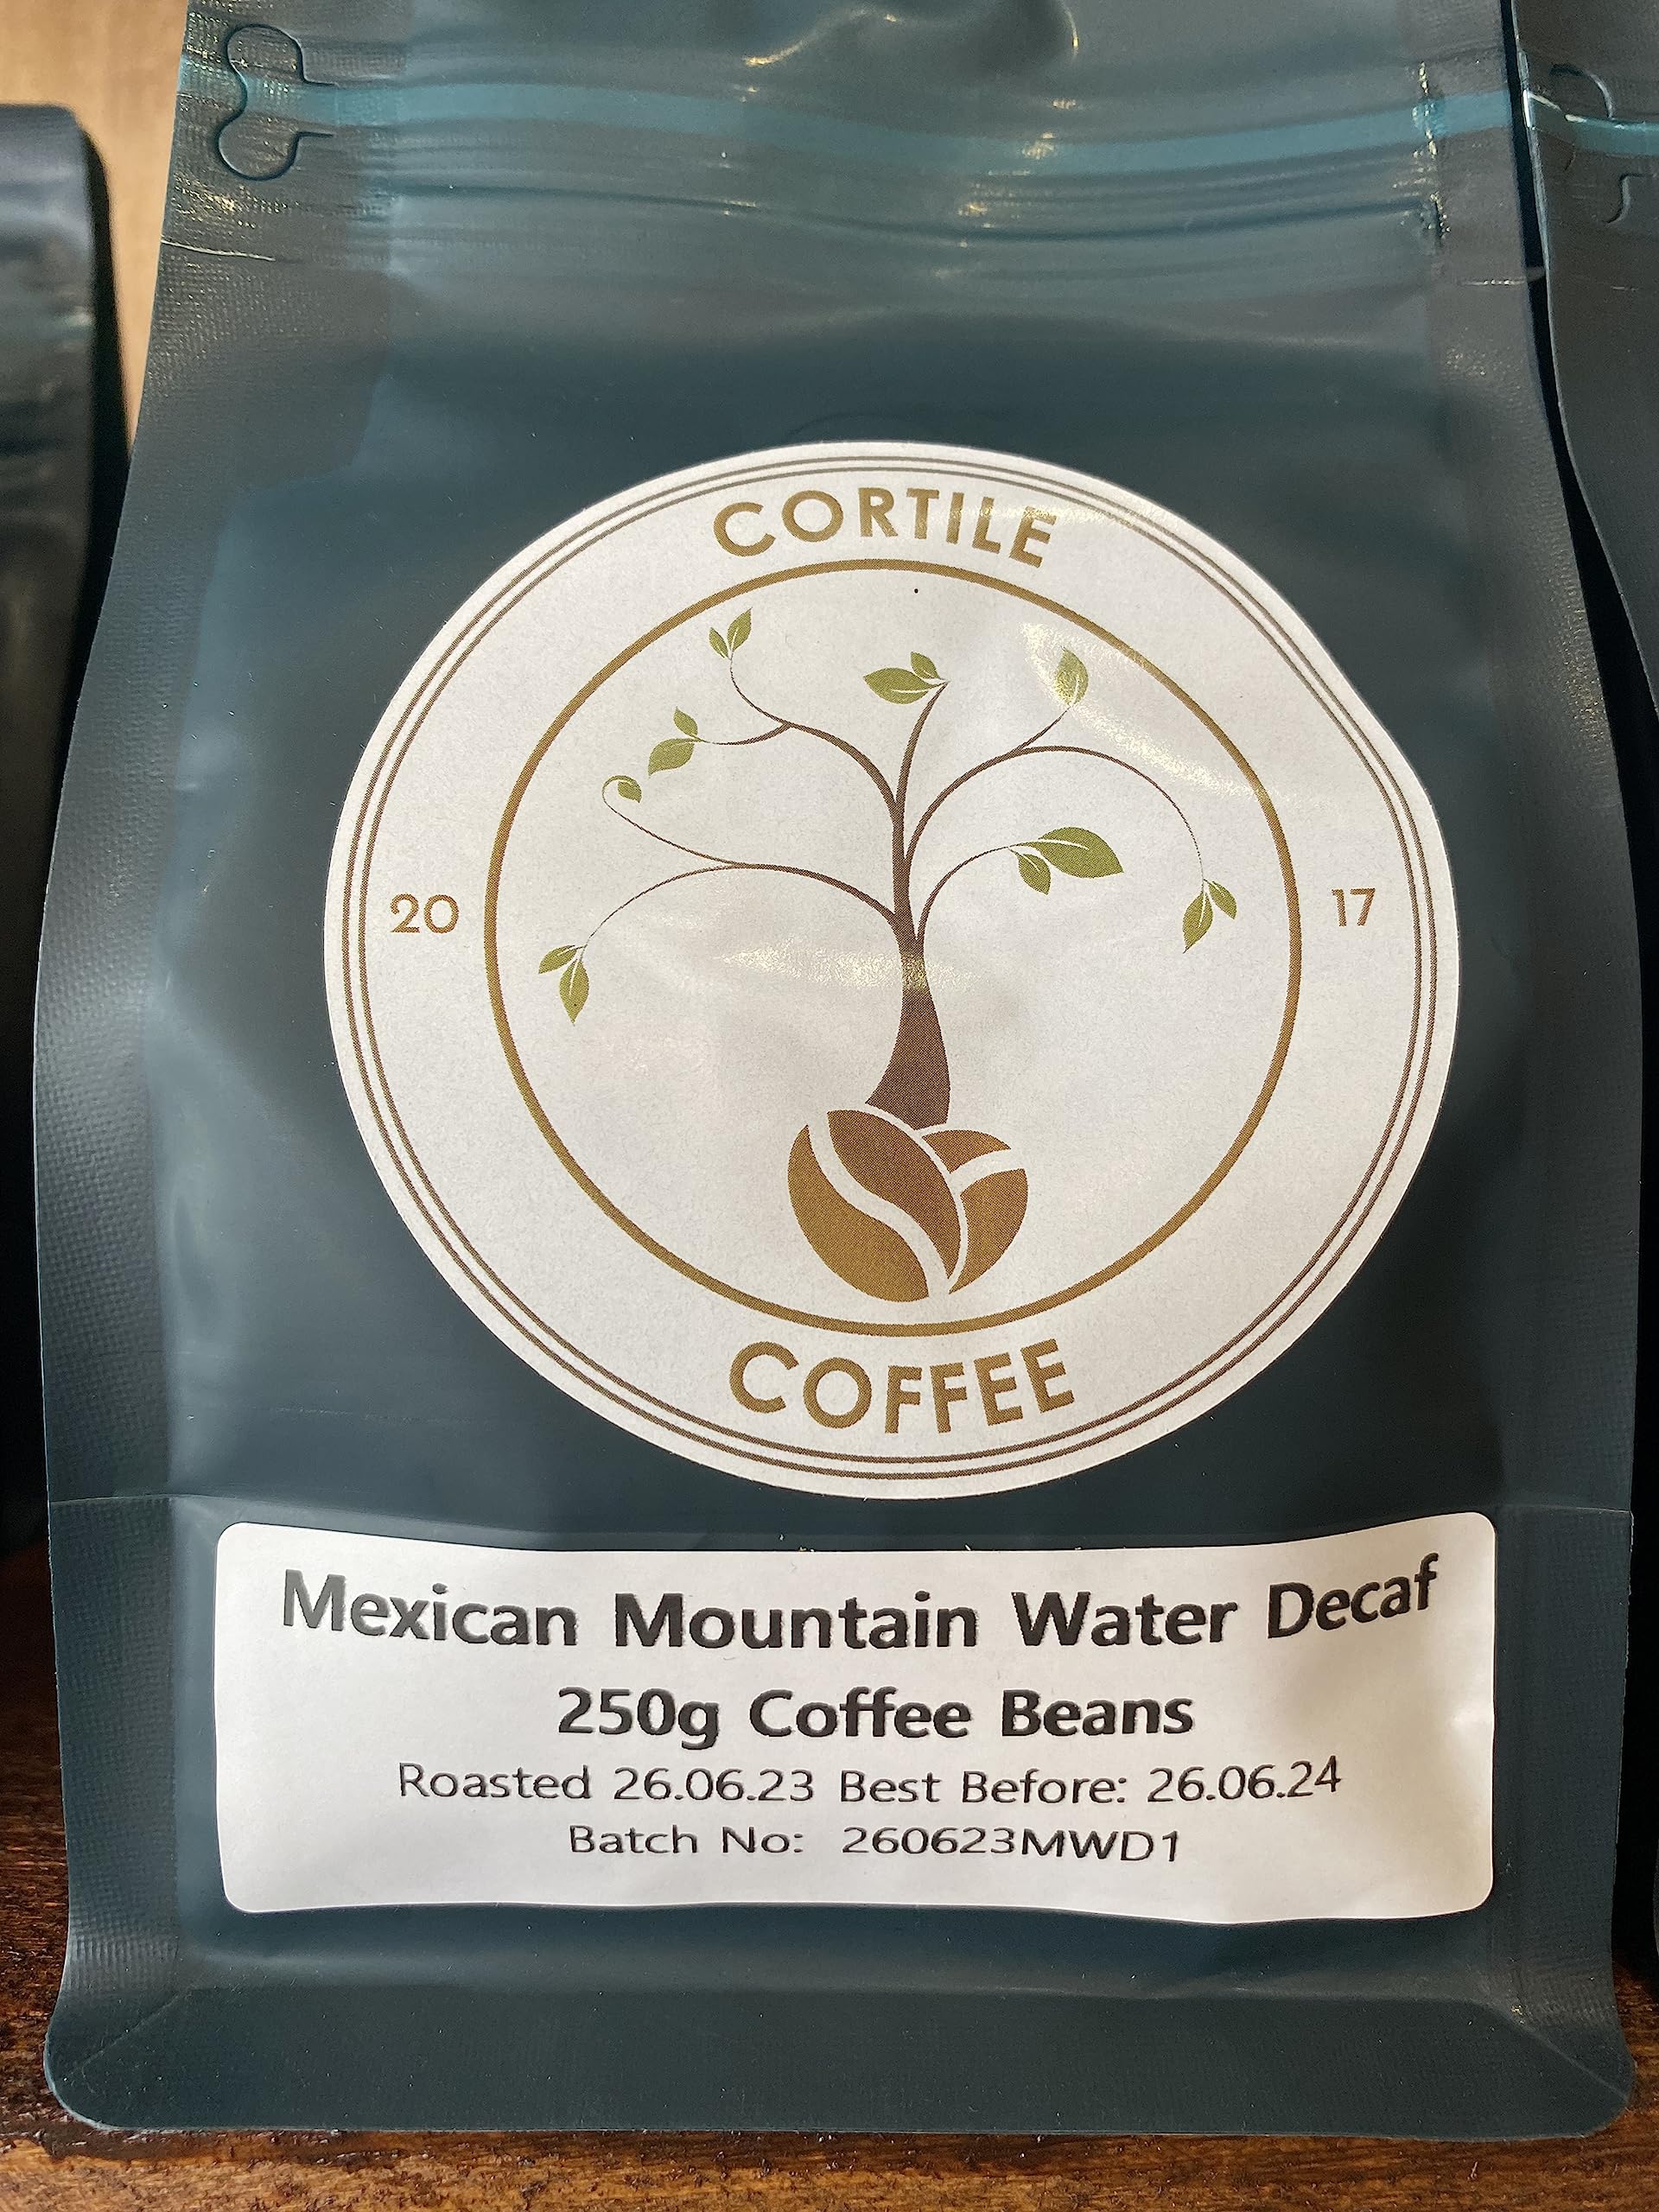 CORTILE
20 17
COFFEE
Mexican Mountain Water Decaf
250g Coffee Beans
Roasted 26.06.23 Best Before: 26.06.24
Batch No: 260623MWD1